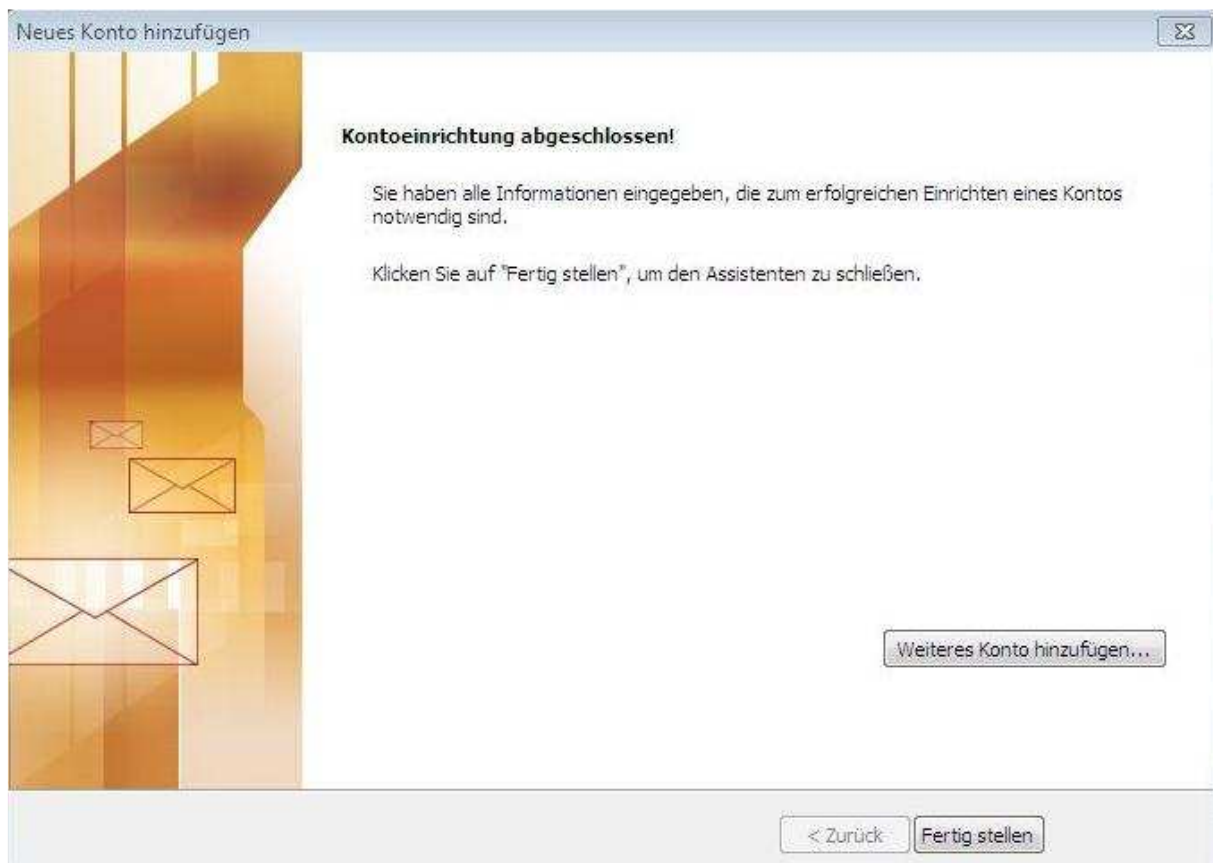 Neues Konto hinzufügen
Kontoeinrichtung abgeschlossen!
Sie haben alle Informationen eingegeben, die zum erfolgreichen Einrichten eines Kontos
notwendig sind.
Klicken Sie auf "Fertig stellen", um den Assistenten zu schließen.
Weiteres Konto hinzufügen...
< Zurück
Fertig stellen